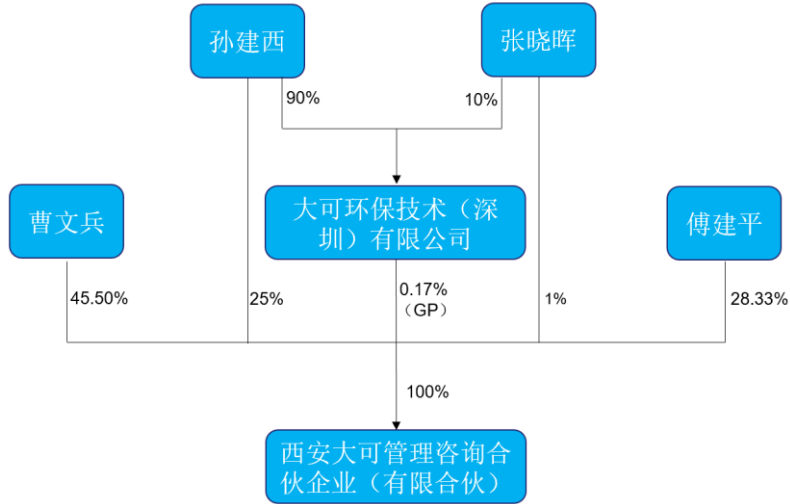 孙建西
张晓晖
90%
10%
曹文兵
大可环保技术（深
圳）有限公司
傅建平
45.50%
25%
0.17%
（GP）
1%
28.33%
100%
西安大可管理咨询合
伙企业（有限合伙）